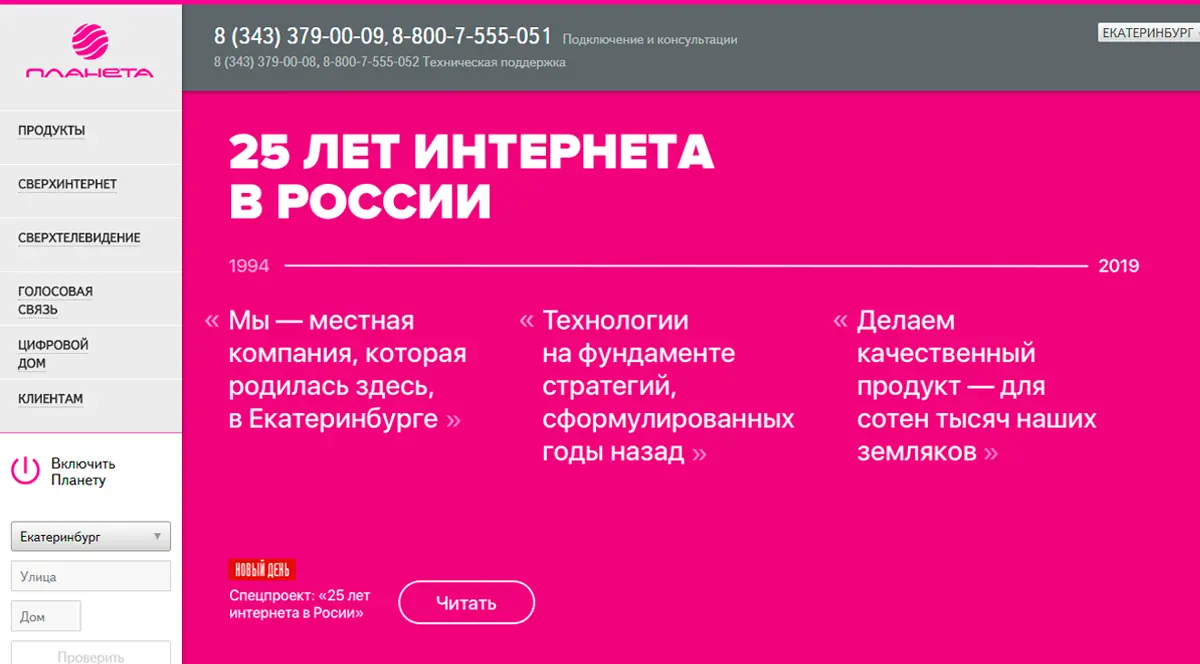 ПЛАНЕТА
ПРОДУКТЫ
СВЕРХИНТЕРНЕТ
СВЕРХТЕЛЕВИДЕНИЕ
ГОЛОСОВАЯ
СВЯЗЬ
ЦИФРОВОЙ
ДОМ
КЛИЕНТАМ
Включить
Планету
Екатеринбург
Улица
Дом
Проверить
8 (343) 379-00-09, 8-800-7-555-051 Подключение и консультации
8 (343) 379-00-08, 8-800-7-555-052 Техническая поддержка
ЕКАТЕРИНБУРГ
25 ЛЕТ ИНТЕРНЕТА
В РОССИИ
1994
2019
« Мы — местная
компания, которая
родилась здесь,
в Екатеринбурге »
« Технологии
на фундаменте
стратегий,
сформулированных
годы назад »
« Делаем
качественный
продукт — для
сотен тысяч наших
земляков »
НОВЫЙ ДЕНЬ
Спецпроект: «25 лет
интернета в Росии»
Читать